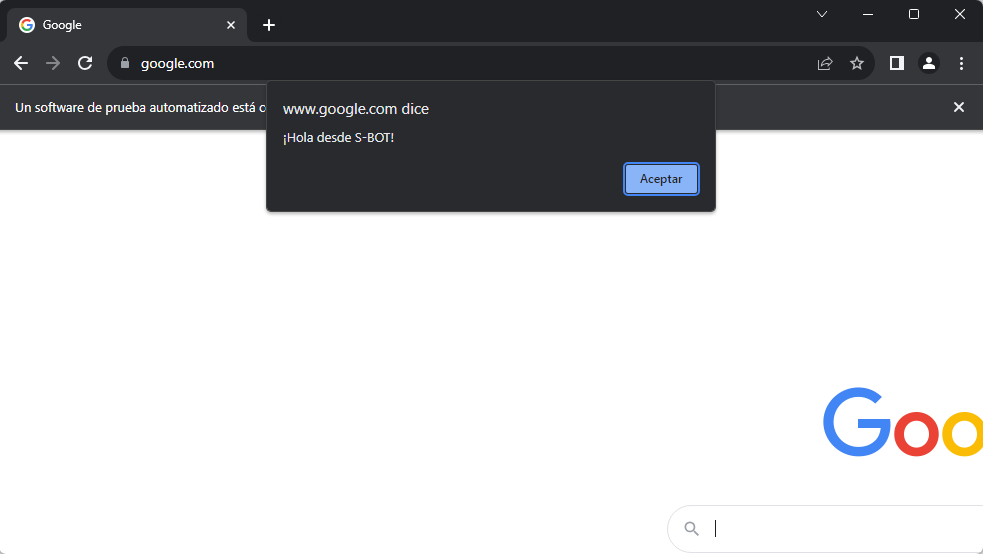 Google
google.com
Un software de prueba automatizado está
www.google.com dice
¡Hola desde S-BOT!
Aceptar
Goo